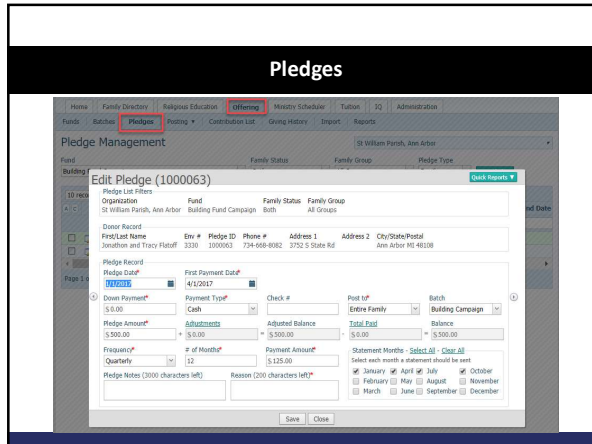 Pledges
Home Family Directory Religious Education Offering Ministry Scheduler Tuition IQ Administration
Funds Batches Pledges Posting ▾ Contribution List Giving History Import Reports
Pledge Management St William Parish, Ann Arbor
Fund Family Status Family Group Pledge Type
Building
Edit Pledge (1000063) Quick Reports ▼
10 reco
Pledge List Filters
Organization Fund Family Status Family Group
St William Parish, Ann Arbor Building Fund Campaign Both All Groups
nd Date
Donor Record
First/Last Name Env # Pledge ID Phone # Address 1 Address 2 City/State/Postal
Jonathon and Tracy Flatoff 3330 1000063 734-668-8082 3752 S State Rd Ann Arbor MI 48108
Pledge Record
Page 1 o
Pledge Date* First Payment Date*
1/1/2017 4/1/2017
Down Payment* Payment Type* Check # Post to* Batch
$ 0.00 Cash Entire Family Building Campaign
Pledge Amount* Adjustments Adjusted Balance Total Paid Balance
$ 500.00 + $ 0.00 = $ 500.00 - $ 0.00 = $ 500.00
Frequency* # of Months* Payment Amount* Statement Months - Select All - Clear All
Quarterly 12 $ 125.00 Select each month a statement should be sent
January April July October
Pledge Notes (3000 characters left) Reason (200 characters left)* February May August November
March June September December
Save Close